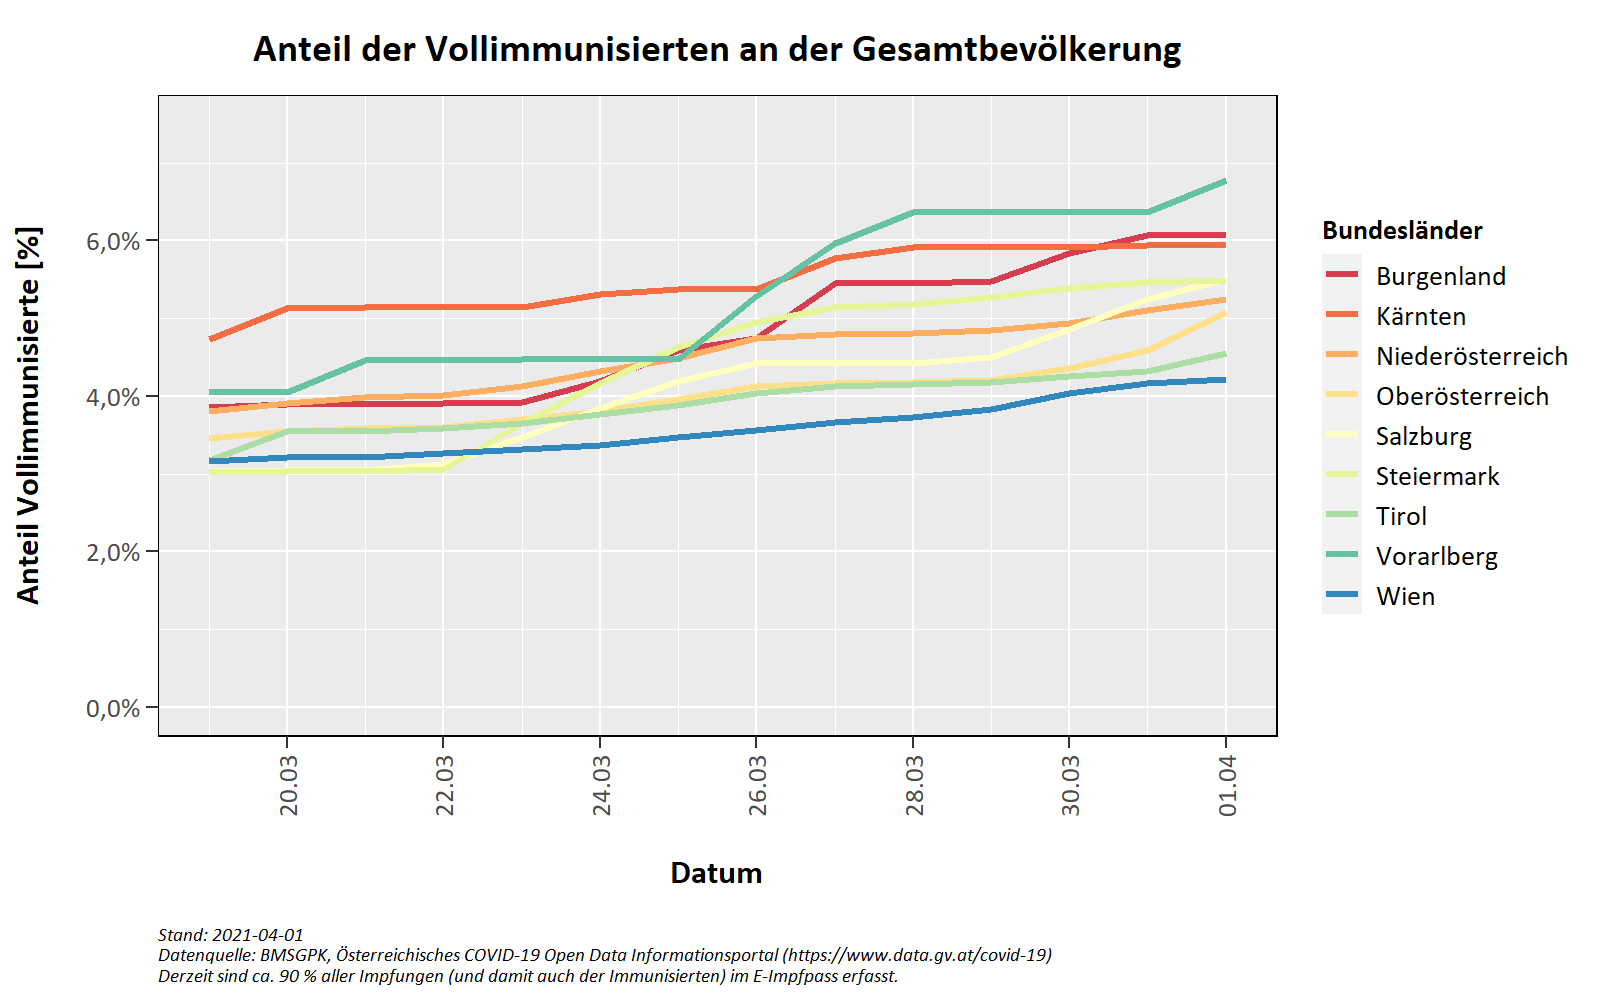 Anteil der Vollimmunisierten an der Gesamtbevölkerung
Anteil Vollimmunisierte [%]
6,0%
4,0%
2,0%
0,0%
20.03
22.03
24.03
26.03
28.03
30.03
01.04
Datum
Bundesländer
Burgenland
Kärnten
Niederösterreich
Oberösterreich
Salzburg
Steiermark
Tirol
Vorarlberg
Wien
Stand: 2021-04-01
Datenquelle: BMSGPK, Österreichisches COVID-19 Open Data Informationsportal (https://www.data.gv.at/covid-19)
Derzeit sind ca. 90 % aller Impfungen (und damit auch der Immunisierten) im E-Impfpass erfasst.